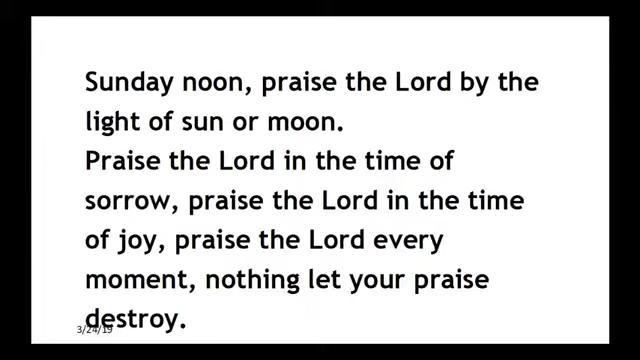 Sunday noon, praise the Lord by the
light of sun or moon.
Praise the Lord in the time of
sorrow, praise the Lord in the time
of joy, praise the Lord every
moment, nothing let your praise
destroy.
3/24/19